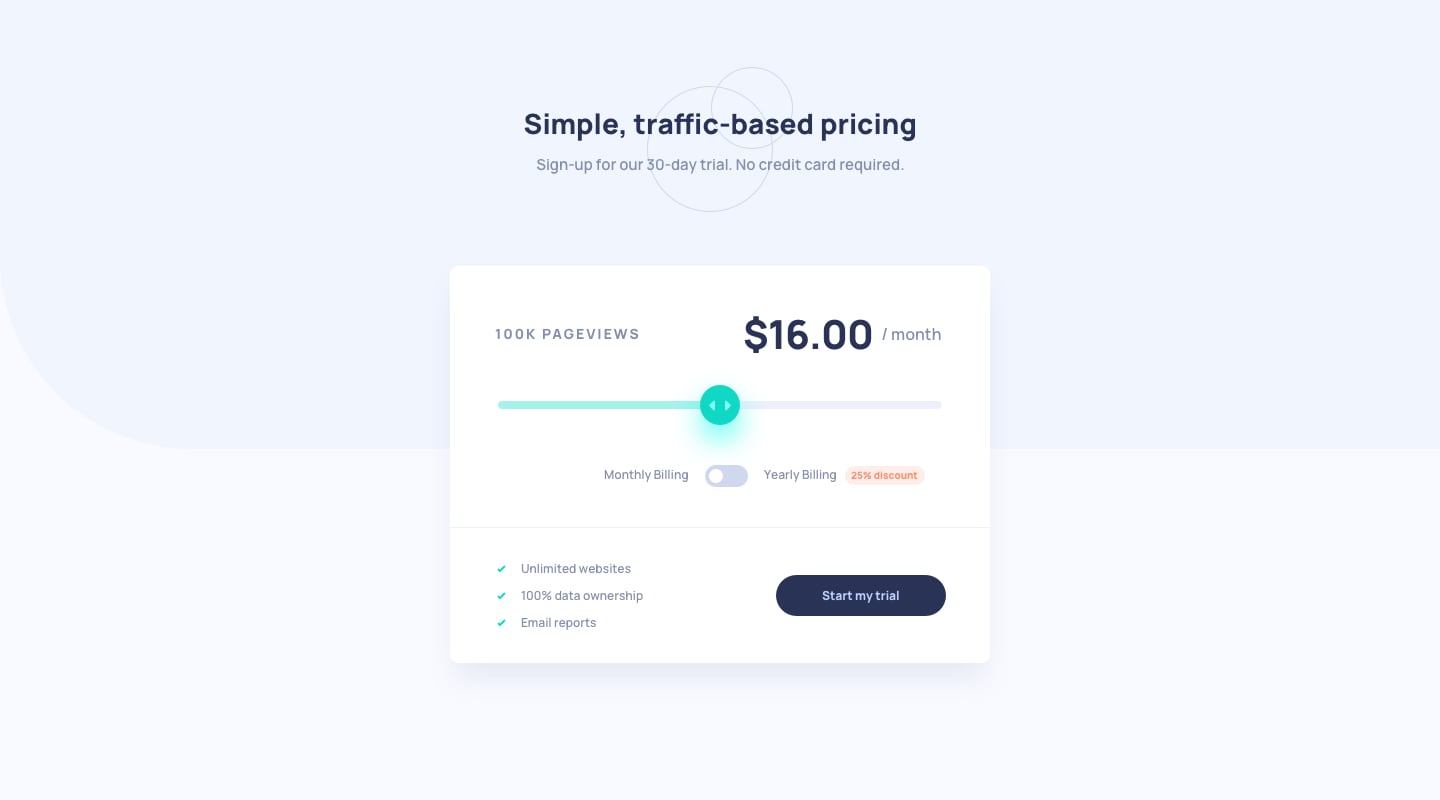 Simple, traffic-based pricing
Sign-up for our 30-day trial. No credit card required.
100K PAGEVIEWS
$16.00 / month
Monthly Billing
Yearly Billing
25% discount
Unlimited websites
100% data ownership
Email reports
Start my trial